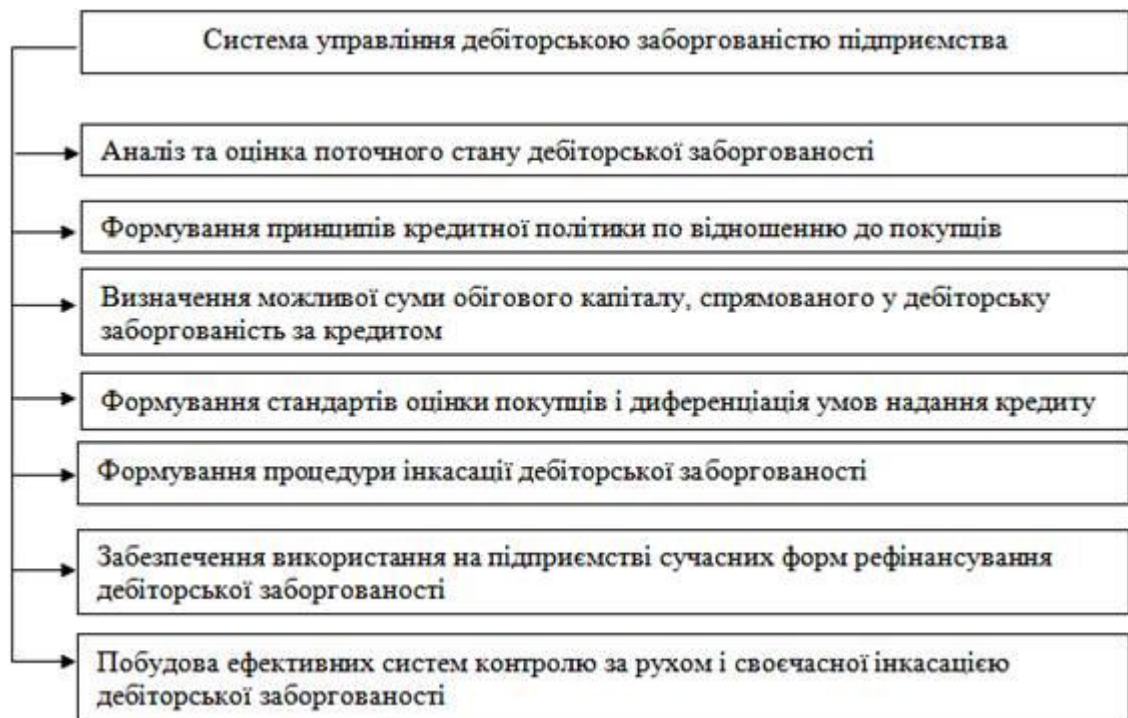 Система управління дебіторською заборгованістю підприємства
Аналіз та оцінка поточного стану дебіторської заборгованості
Формування принципів кредитної політики по відношенню до покупців
Визначення можливої суми обігового капіталу, спрямованого у дебіторську
заборгованість за кредитом
Формування стандартів оцінки покупців і диференціація умов надання кредиту
Формування процедури інкасації дебіторської заборгованості
Забезпечення використання на підприємстві сучасних форм рефінансування
дебіторської заборгованості
Побудова ефективних систем контролю за рухом і своєчасної інкасацією
дебіторської заборгованості